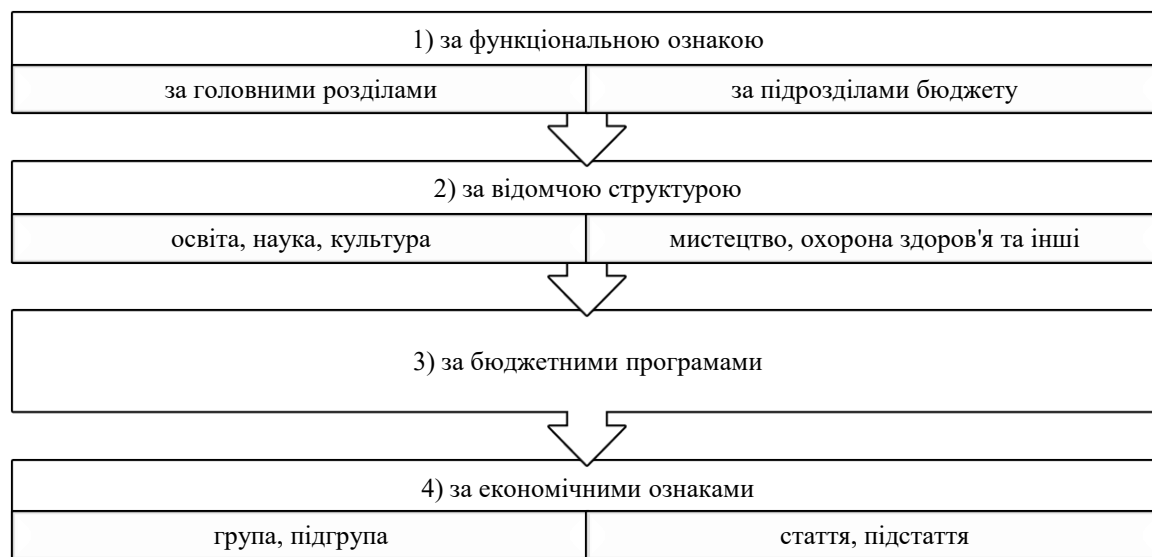 1) за функціональною ознакою
за головними розділами
за підрозділами бюджету
2) за відомчою структурою
освіта, наука, культура
мистецтво, охорона здоров'я та інші
3) за бюджетними програмами
4) за економічними ознаками
група, підгрупа
стаття, підстаття